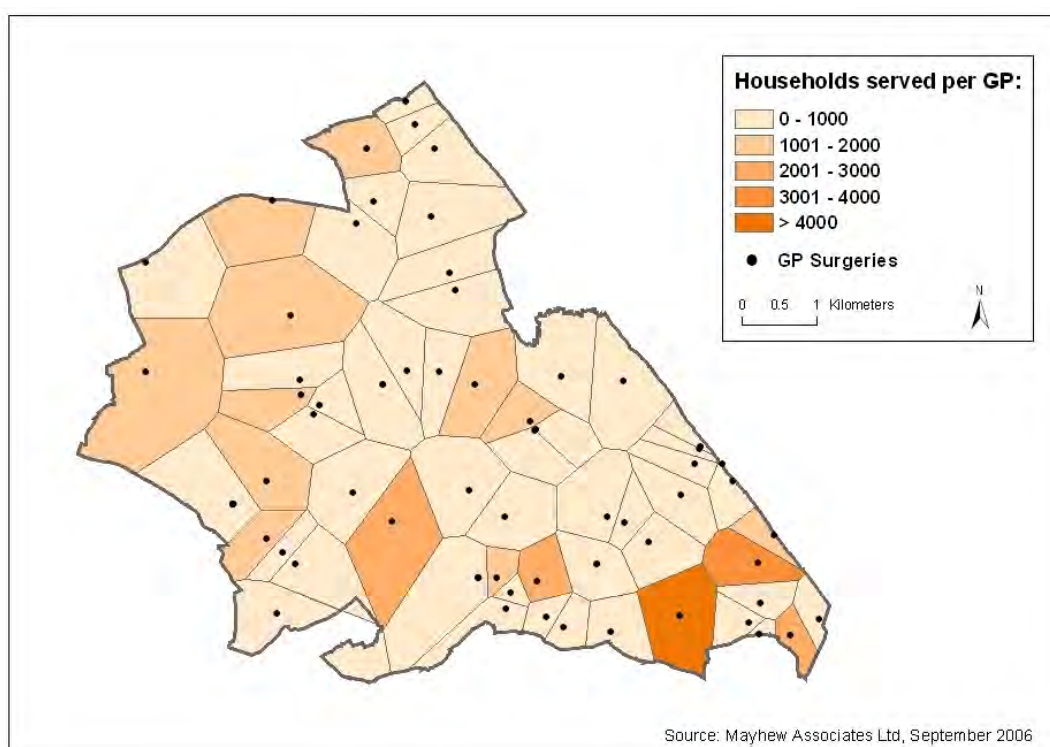 Households served per GP:
0 - 1000
1001 - 2000
2001 - 3000
3001 - 4000
> 4000
GP Surgeries
0 0.5 1 Kilometers
N
Source: Mayhew Associates Ltd, September 2006